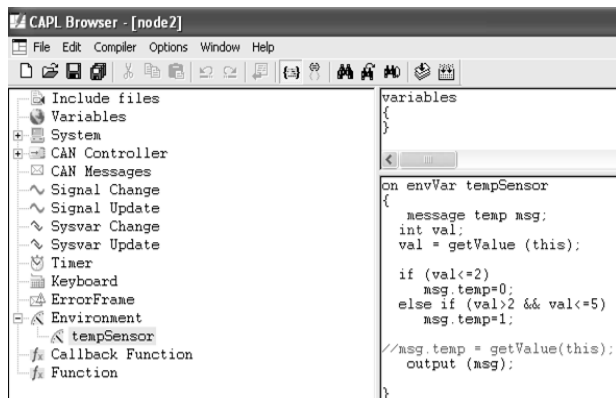 CAPL Browser - [node2]
File Edit Compiler Options Window Help
Include files
Variables
System
CAN Controller
CAN Messages
Signal Change
Signal Update
Sysvar Change
Sysvar Update
Timer
Keyboard
ErrorFrame
Environment
tempSensor
Callback Function
Function
variables
{
}
on envVar tempSensor
{
message temp msg;
int val;
val = getValue (this);
if (val<=2)
msg.temp=0;
else if (val>2 && val<=5)
msg.temp=1;
//msg.temp = getValue(this);
output (msg);
}